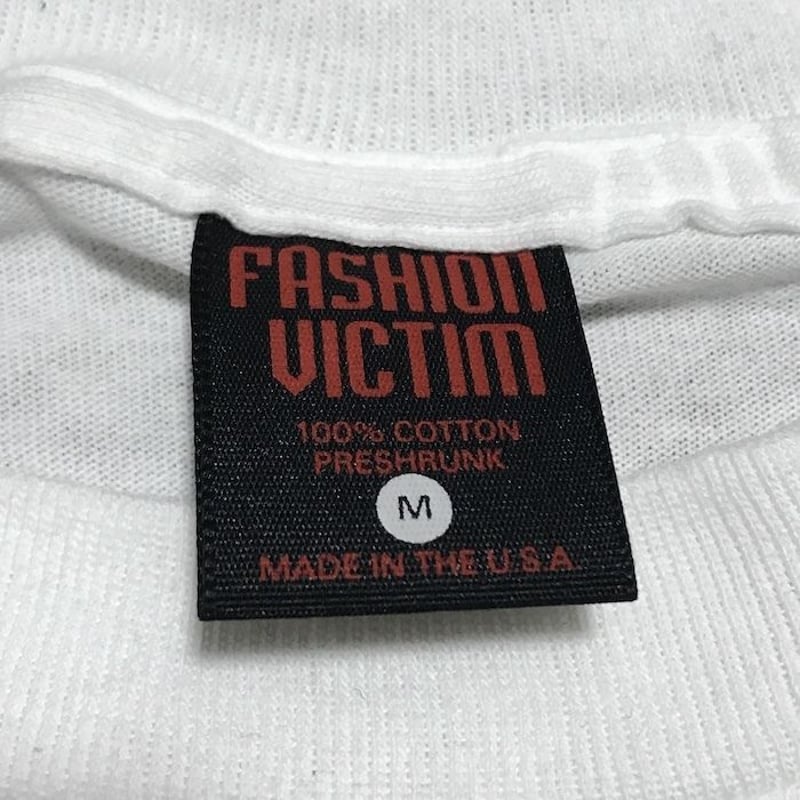 FASHION
VICTIM
100% COTTON
PRESHRUNK
M
MADE IN THE U.S.A.